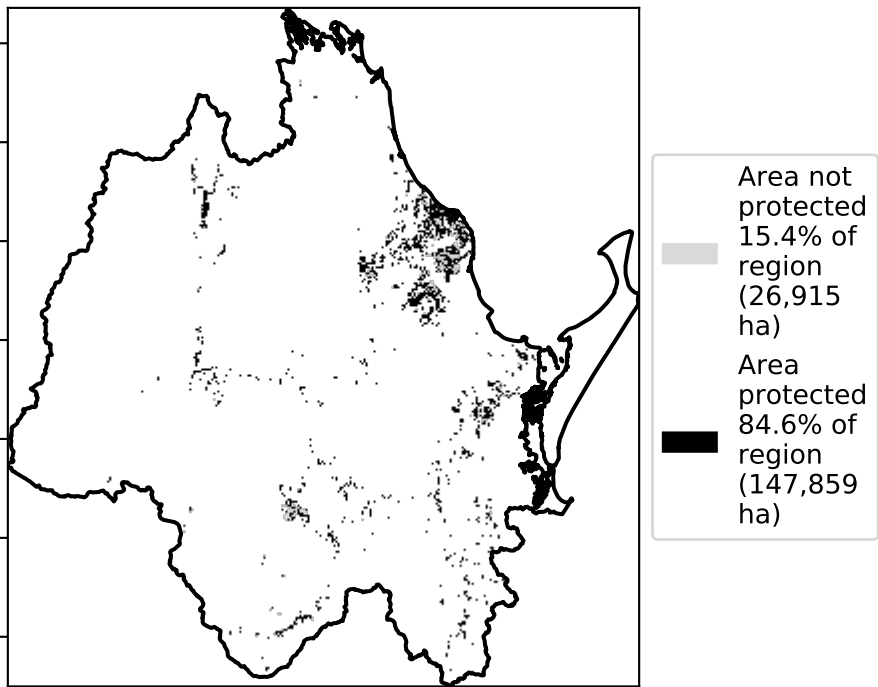 Area not
protected
15.4% of
region
(26,915
ha)
Area
protected
84.6% of
region
(147,859
ha)